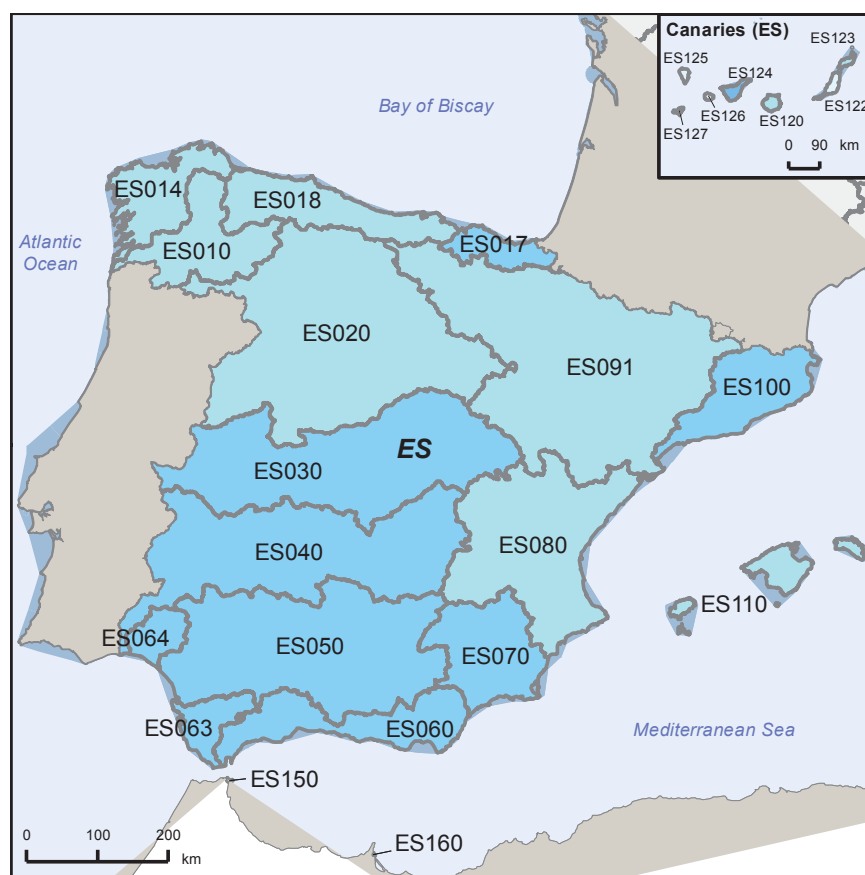 Canaries (ES)
ES123
ES125
ES124
ES126
ES120
ES122
ES127
0 90 km
Bay of Biscay
ES014
ES018
Atlantic
Ocean
ES010
ES017
ES020
ES091
ES100
ES
ES030
ES040
ES080
ES110
ES064
ES050
ES070
ES063
ES060
Mediterranean Sea
ES150
ES160
0 100 200
km